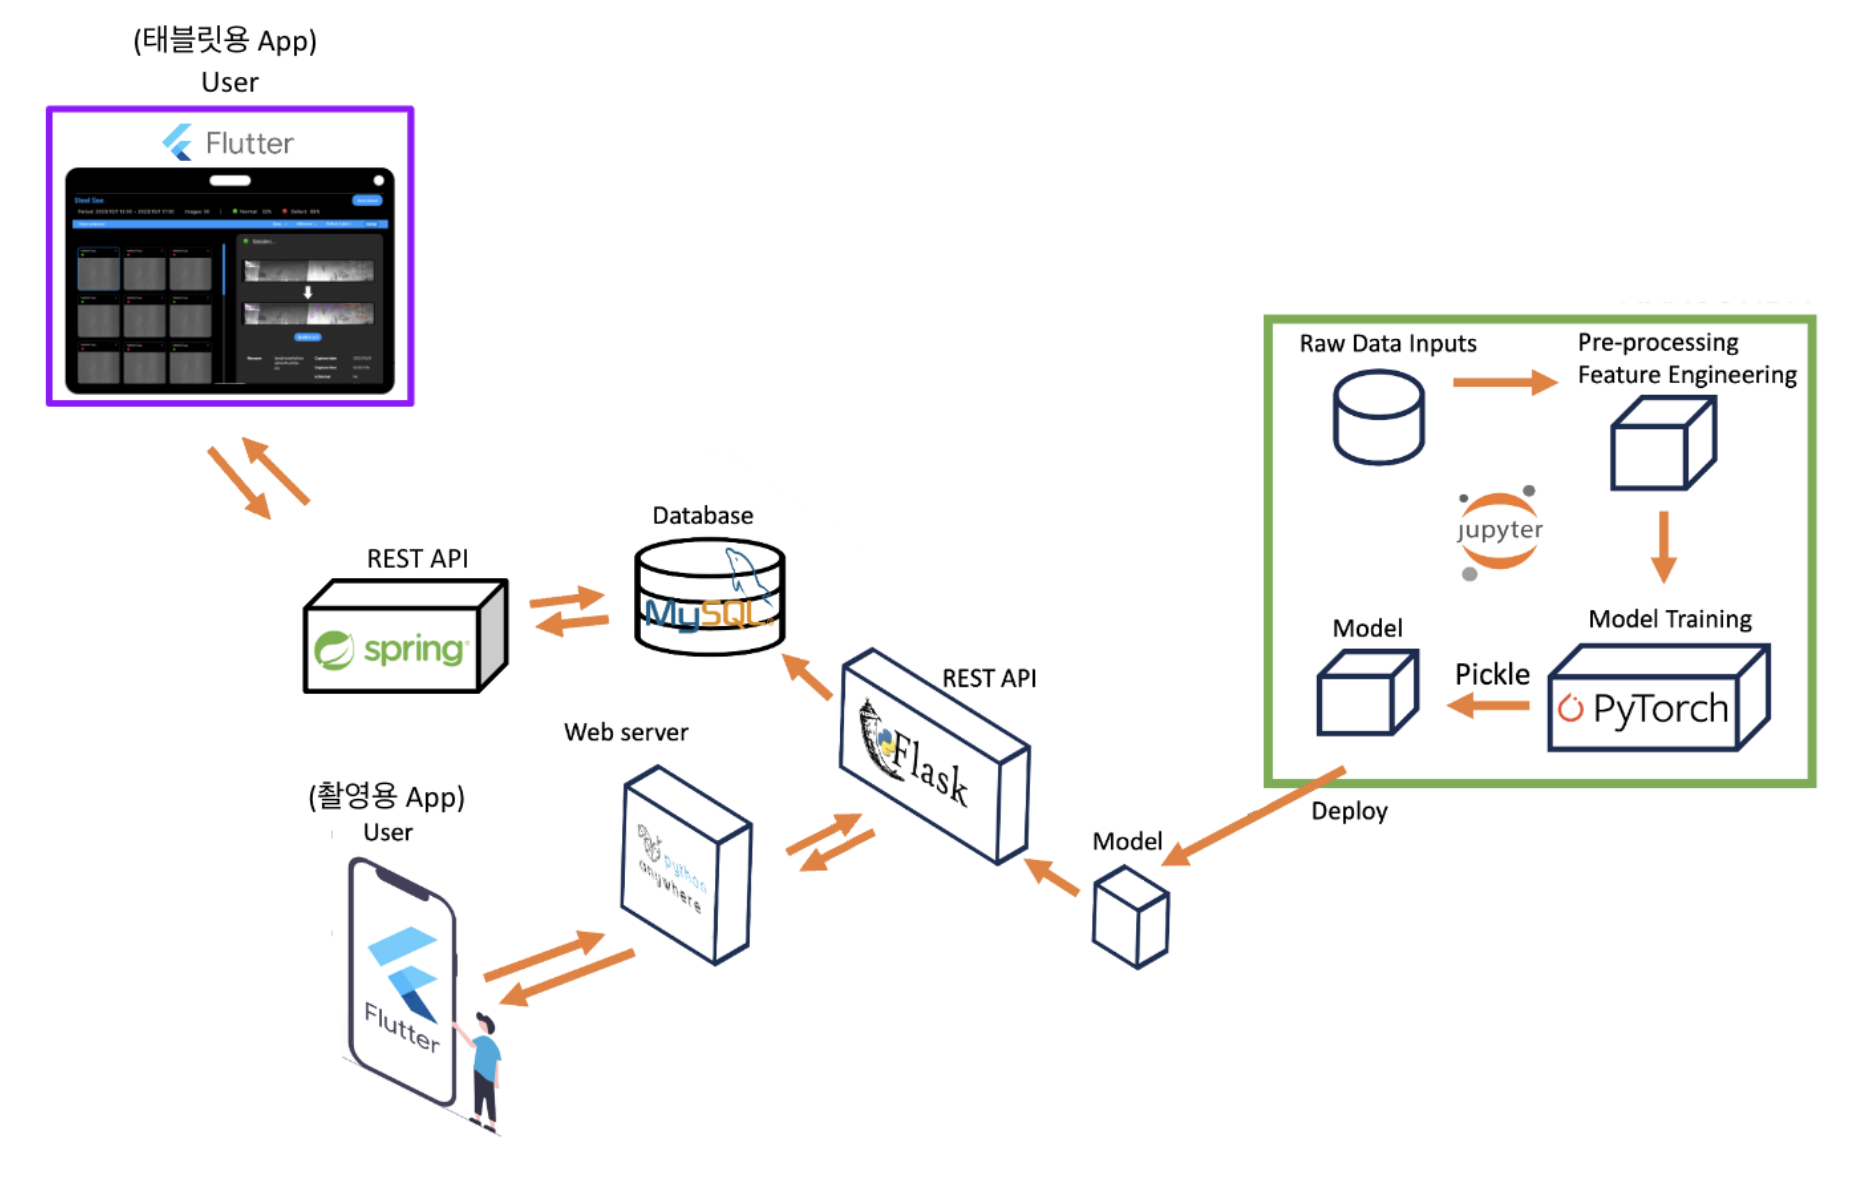 (태블릿용 App)
User
Flutter
Steel See
Raw Data Inputs
Pre-processing
Feature Engineering
jupyter
Database
MySQL
REST API
spring
Model Training
Model
Pickle
PyTorch
REST API
Flask
Web server
python
anywhere
(촬영용 App)
User
Flutter
Deploy
Model